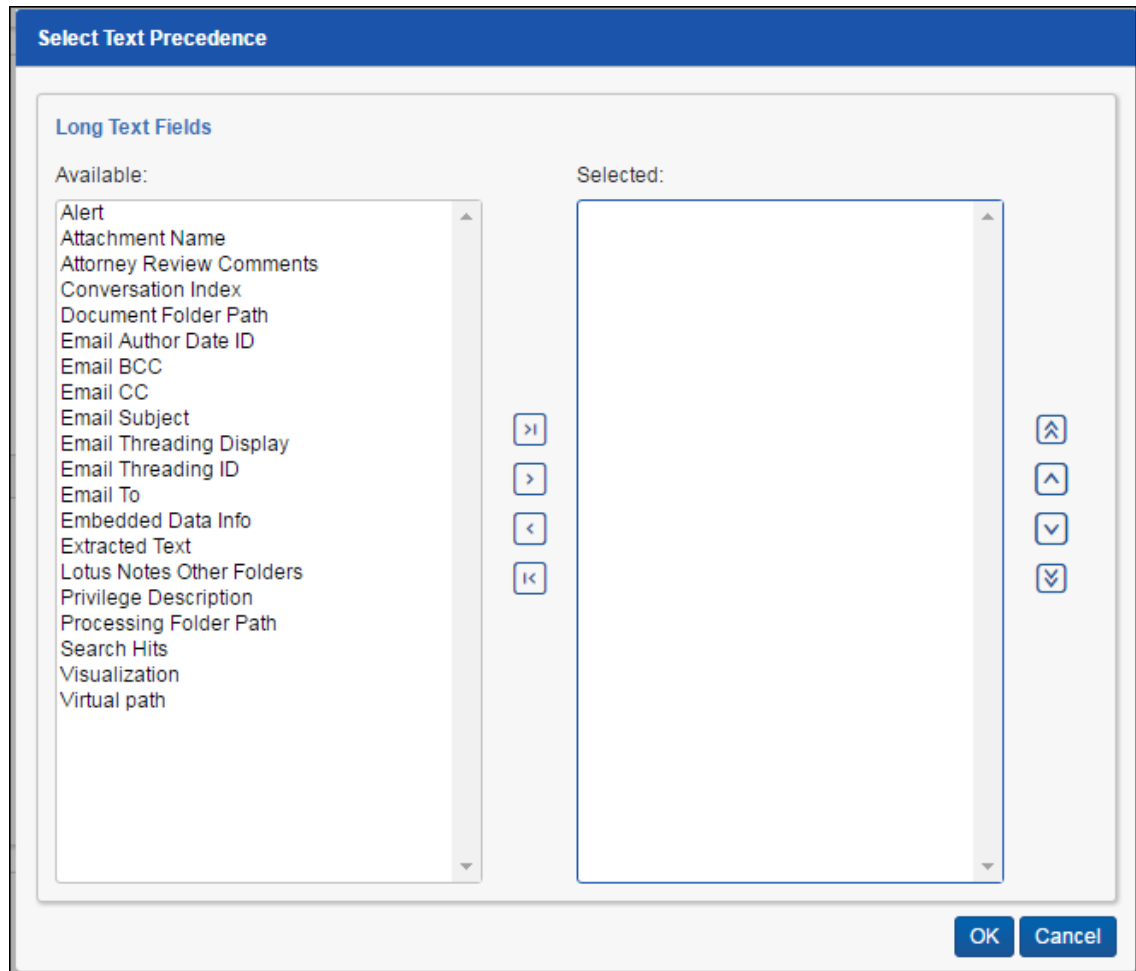 Select Text Precedence
Long Text Fields
Available:
Selected:
Alert
Attachment Name
Attorney Review Comments
Conversation Index
Document Folder Path
Email Author Date ID
Email BCC
Email CC
Email Subject
Email Threading Display
Email Threading ID
Email To
Embedded Data Info
Extracted Text
Lotus Notes Other Folders
Privilege Description
Processing Folder Path
Search Hits
Visualization
Virtual path
OK
Cancel